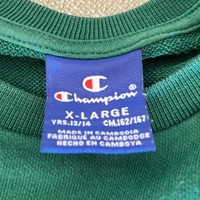 Champion
X-LARGE
YRS.13/14 CM.162/167
MADE IN CAMBODIA
FABRIQUÉ AU CAMBODGE
HECHO EN CAMBOYA